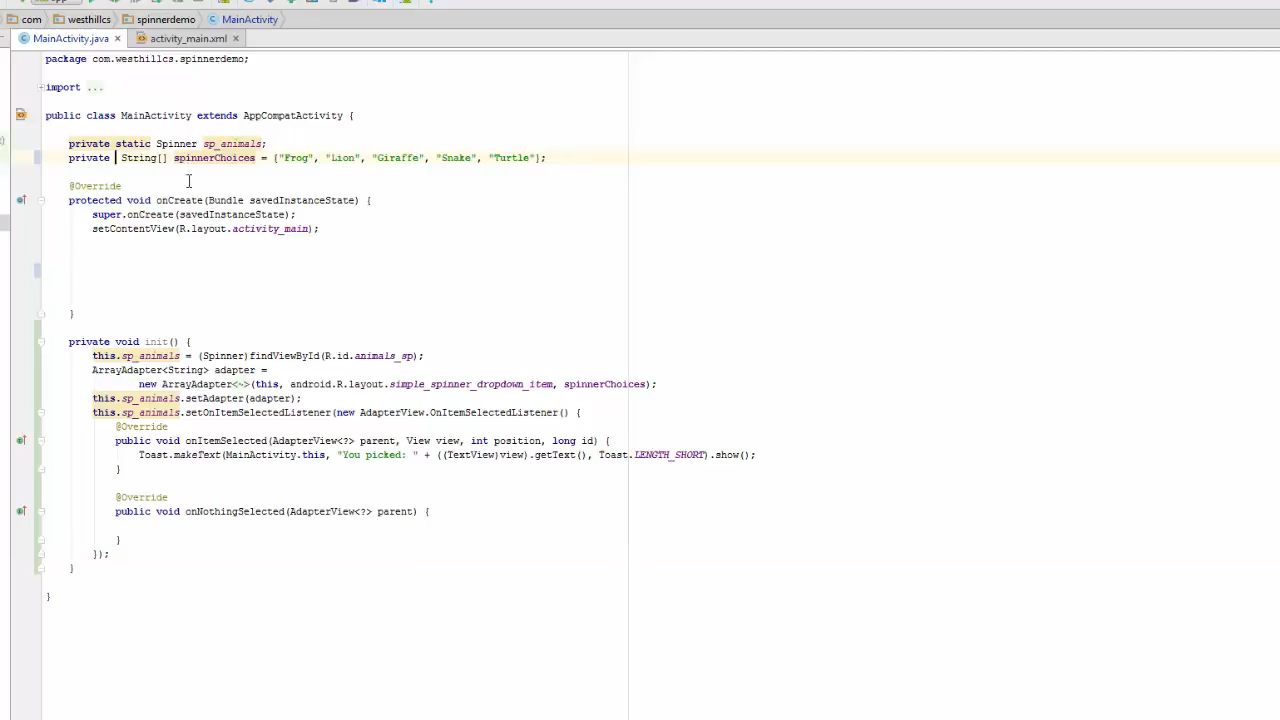 com westhillcs spinnerdemo MainActivity
MainActivity.java activity_main.xml
package com.westhillcs.spinnerdemo;
import ...
public class MainActivity extends AppCompatActivity {
private static Spinner sp_animals;
private String[] spinnerChoices = {"Frog", "Lion", "Giraffe", "Snake", "Turtle"};
@Override
protected void onCreate(Bundle savedInstanceState) {
super.onCreate(savedInstanceState);
setContentView(R.layout.activity_main);
}
private void init() {
this.sp_animals = (Spinner)findViewById(R.id.animals_sp);
ArrayAdapter<String> adapter =
new ArrayAdapter<~>(this, android.R.layout.simple_spinner_dropdown_item, spinnerChoices);
this.sp_animals.setAdapter(adapter);
this.sp_animals.setOnItemSelectedListener(new AdapterView.OnItemSelectedListener() {
@Override
public void onItemSelected(AdapterView<?> parent, View view, int position, long id) {
Toast.makeText(MainActivity.this, "You picked: " + ((TextView)view).getText(), Toast.LENGTH_SHORT).show();
}
@Override
public void onNothingSelected(AdapterView<?> parent) {
}
});
}
}